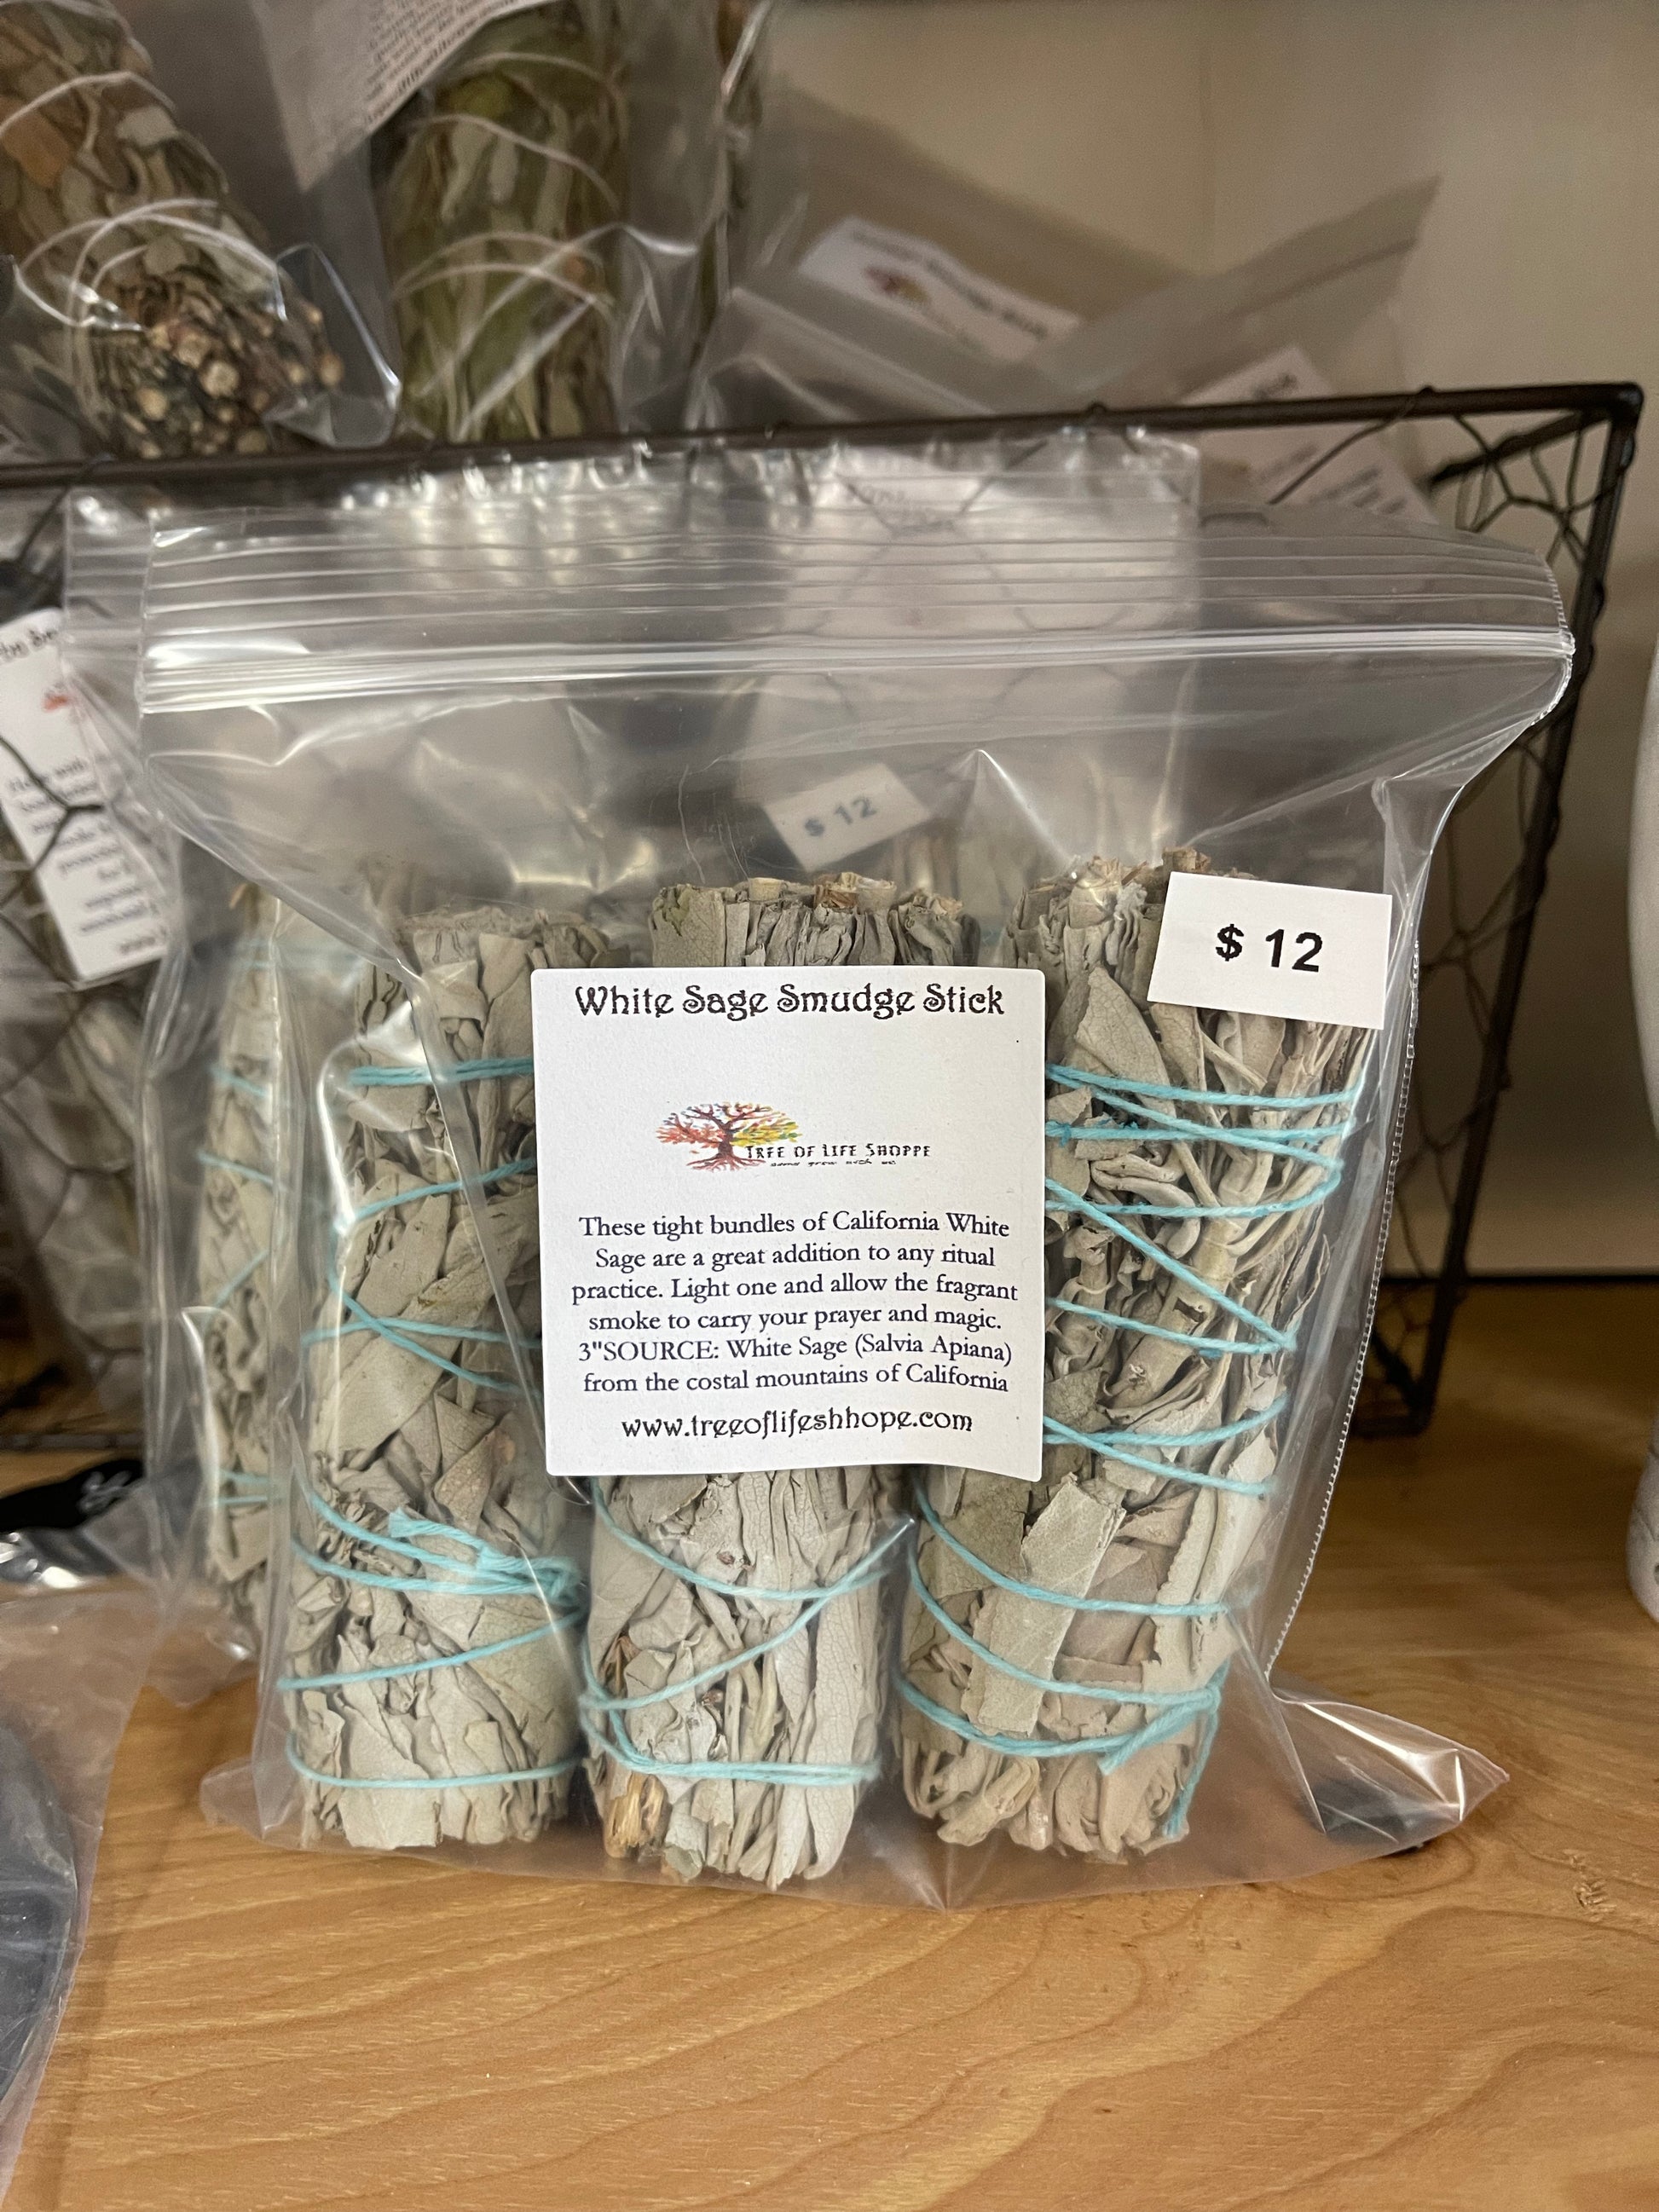 $ 12
$ 12
White Sage Smudge Stick
TREE OF LIFE SHOPPE
These tight bundles of California White
Sage are a great addition to any ritual
practice. Light one and allow the fragrant
smoke to carry your prayer and magic.
3"SOURCE: White Sage (Salvia Apiana)
from the costal mountains of California
www.treeoflifeshhope.com